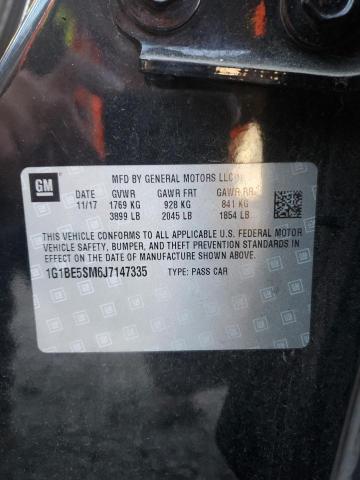 GM
MFD BY GENERAL MOTORS LLC
DATE GVWR GAWR FRT GAWR RR
11/17 1769 KG 928 KG 841 KG
3899 LB 2045 LB 1854 LB
THIS VEHICLE CONFORMS TO ALL APPLICABLE U.S. FEDERAL MOTOR
VEHICLE SAFETY, BUMPER, AND THEFT PREVENTION STANDARDS IN
EFFECT ON THE DATE OF MANUFACTURE SHOWN ABOVE.
1G1BE5SM6J7147335 TYPE: PASS CAR